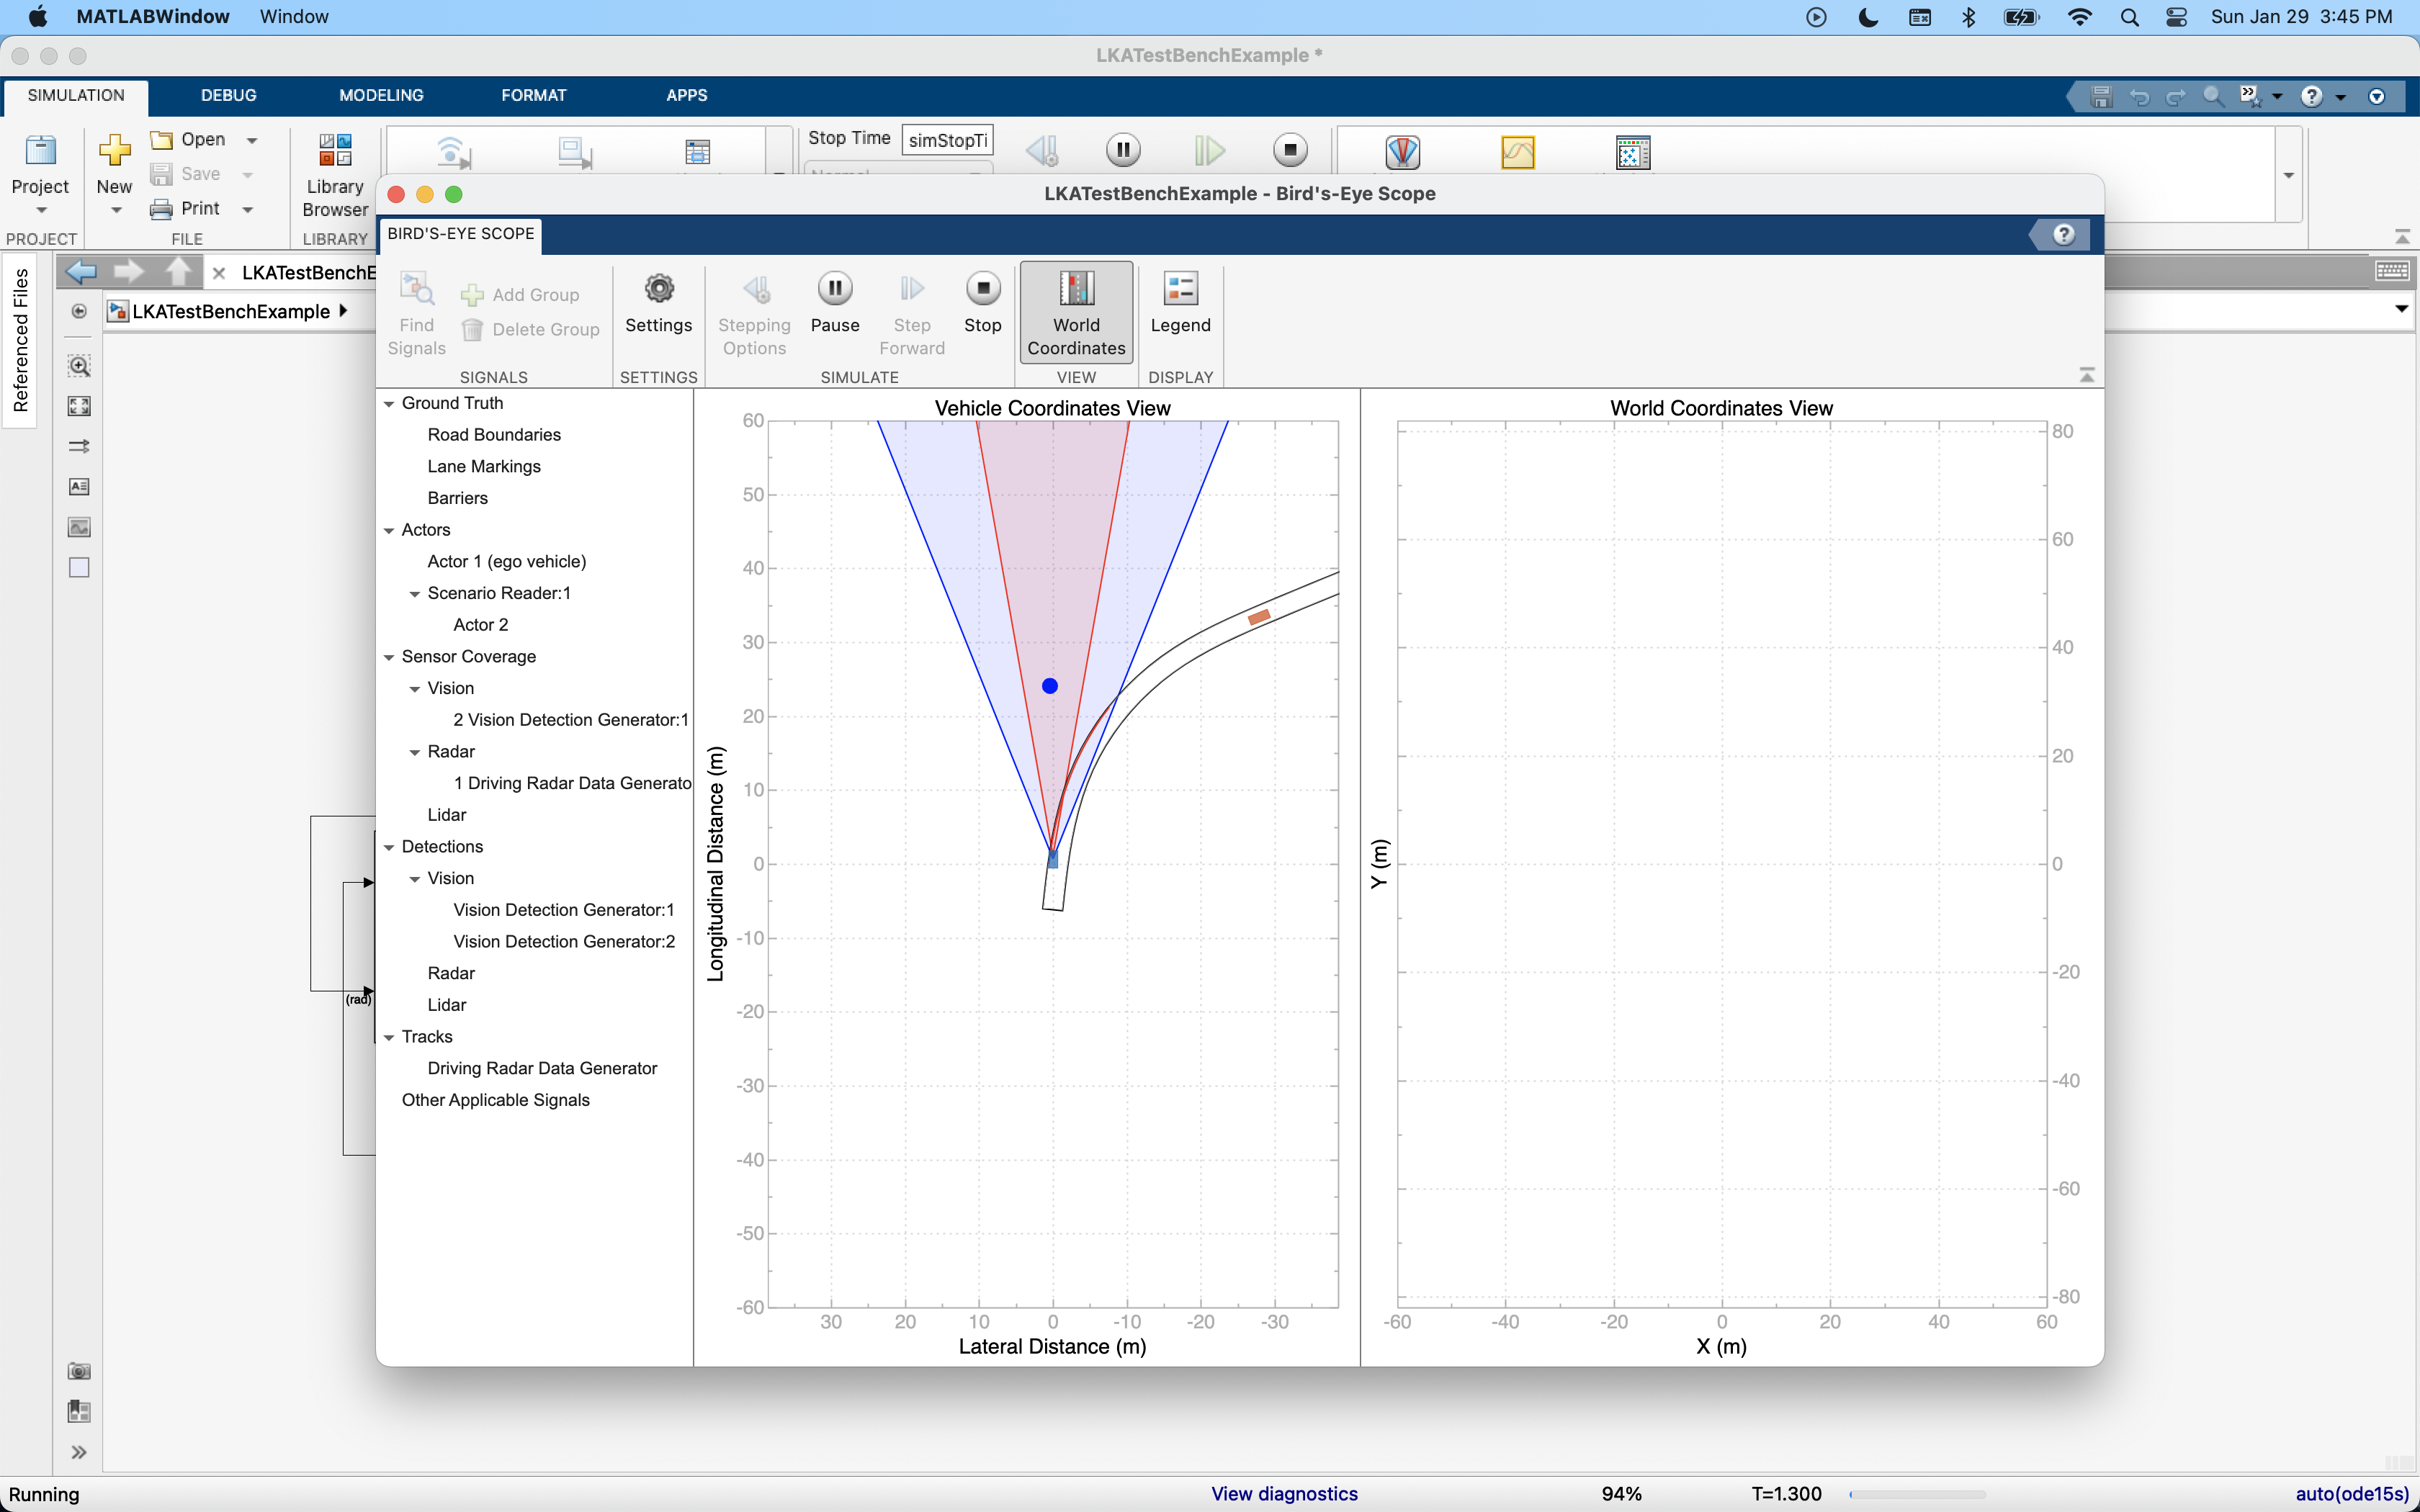 MATLABWindow Window Sun Jan 29 3:45 PM
LKATestBenchExample *
SIMULATION DEBUG MODELING FORMAT APPS
Project
PROJECT
New
Open
Save
Print
FILE
Library
Browser
LIBRARY
Stop Time simStopTi
Normal
Referenced Files
LKATestBenchE
LKATestBenchExample
(rad)
LKATestBenchExample - Bird's-Eye Scope
BIRD'S-EYE SCOPE
Find
Signals
Add Group
Delete Group
SIGNALS
Settings
SETTINGS
Stepping
Options
Pause
Step
Forward
Stop
SIMULATE
World
Coordinates
VIEW
Legend
DISPLAY
Ground Truth
Road Boundaries
Lane Markings
Barriers
Actors
Actor 1 (ego vehicle)
Scenario Reader:1
Actor 2
Sensor Coverage
Vision
2 Vision Detection Generator:1
Radar
1 Driving Radar Data Generato
Lidar
Detections
Vision
Vision Detection Generator:1
Vision Detection Generator:2
Radar
Lidar
Tracks
Driving Radar Data Generator
Other Applicable Signals
Vehicle Coordinates View
Longitudinal Distance (m)
60
50
40
30
20
10
0
-10
-20
-30
-40
-50
-60
30 20 10 0 -10 -20 -30
Lateral Distance (m)
World Coordinates View
Y (m)
80
60
40
20
0
-20
-40
-60
-80
-60 -40 -20 0 20 40 60
X (m)
Running View diagnostics 94% T=1.300 auto(ode15s)